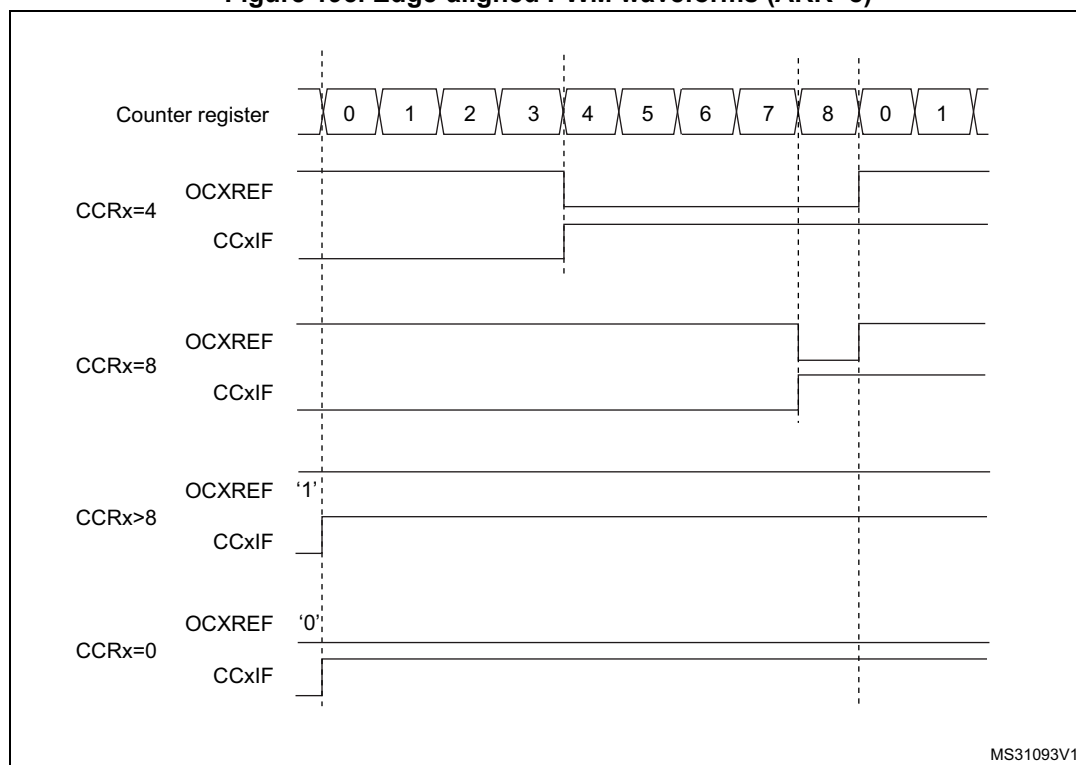 Counter register 0 1 2 3 4 5 6 7 8 0 1
OCXREF
CCRx=4
CCxIF
OCXREF
CCRx=8
CCxIF
OCXREF '1'
CCRx>8
CCxIF
OCXREF '0'
CCRx=0
CCxIF
MS31093V1